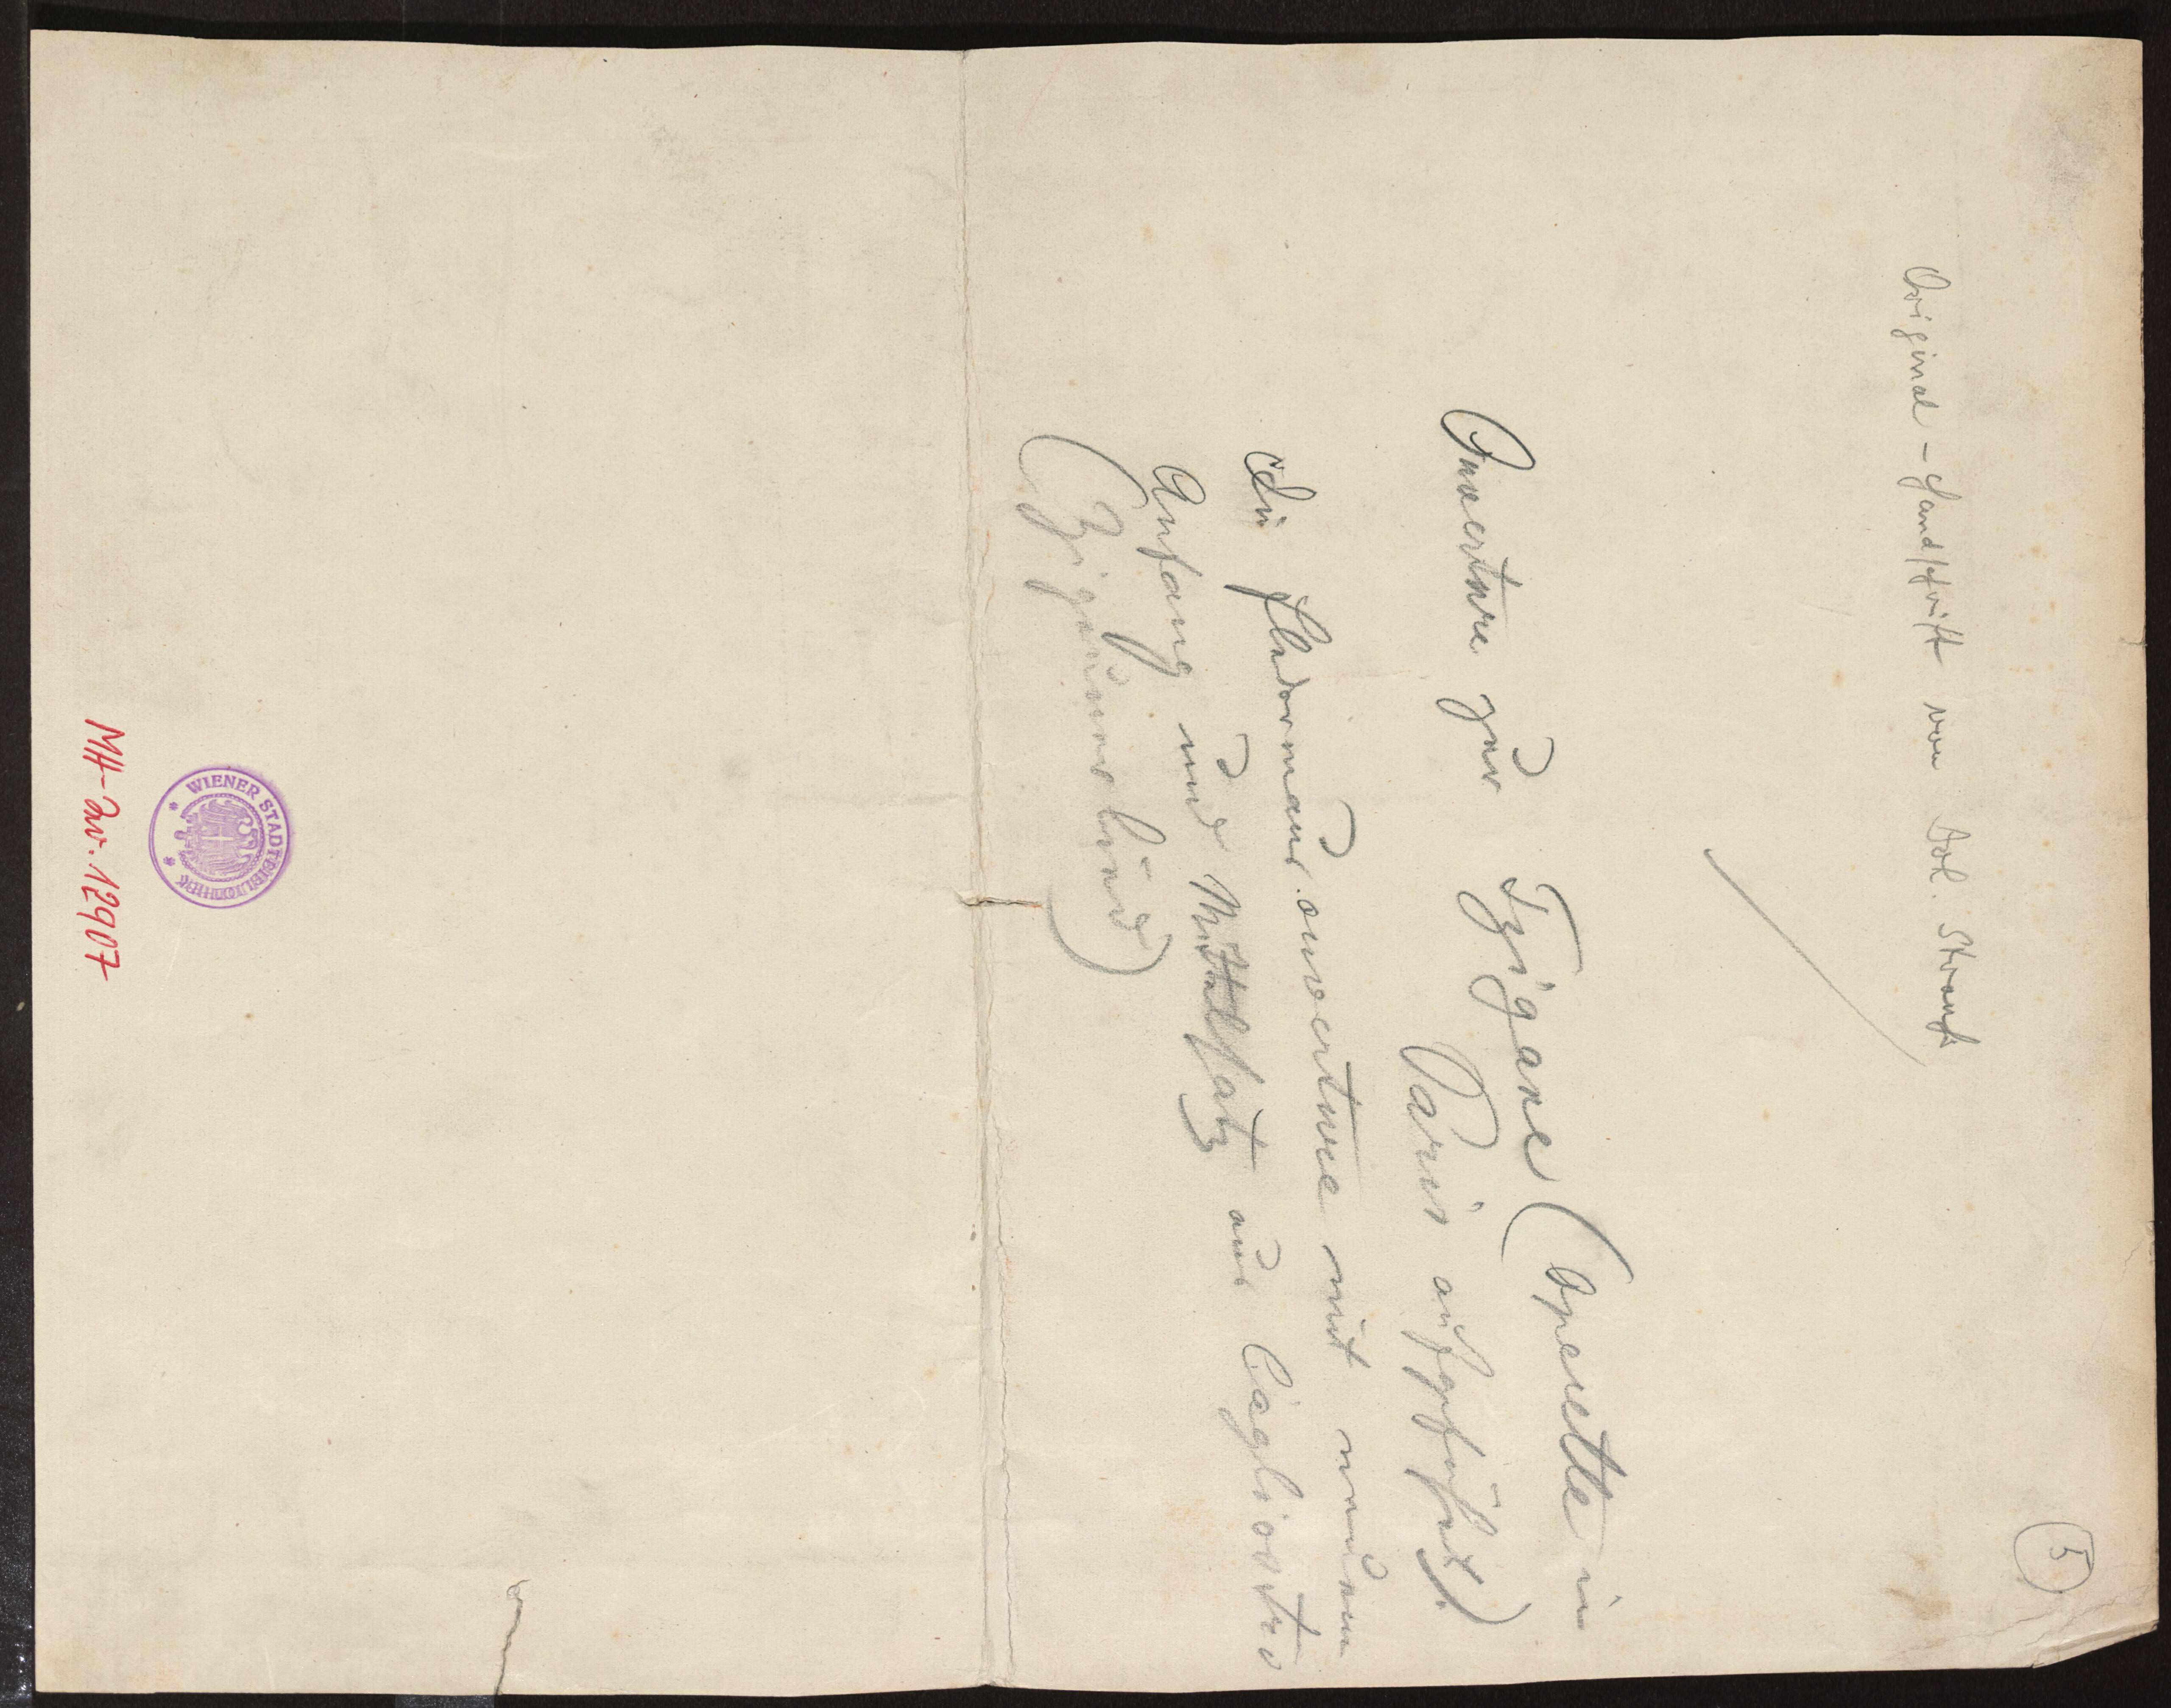 5
Original-Handschrift von Joh. Strauß
Ouverture zur Tzigane (Operette in
Paris aufgeführt).
Die Fledermaus.ouverture mit neuem
Anfang und Mittelsatz aus Cagliostro
(Zigeunerlied)
WIENER STADTBIBLIOTHEK
MH-Inv. 12907